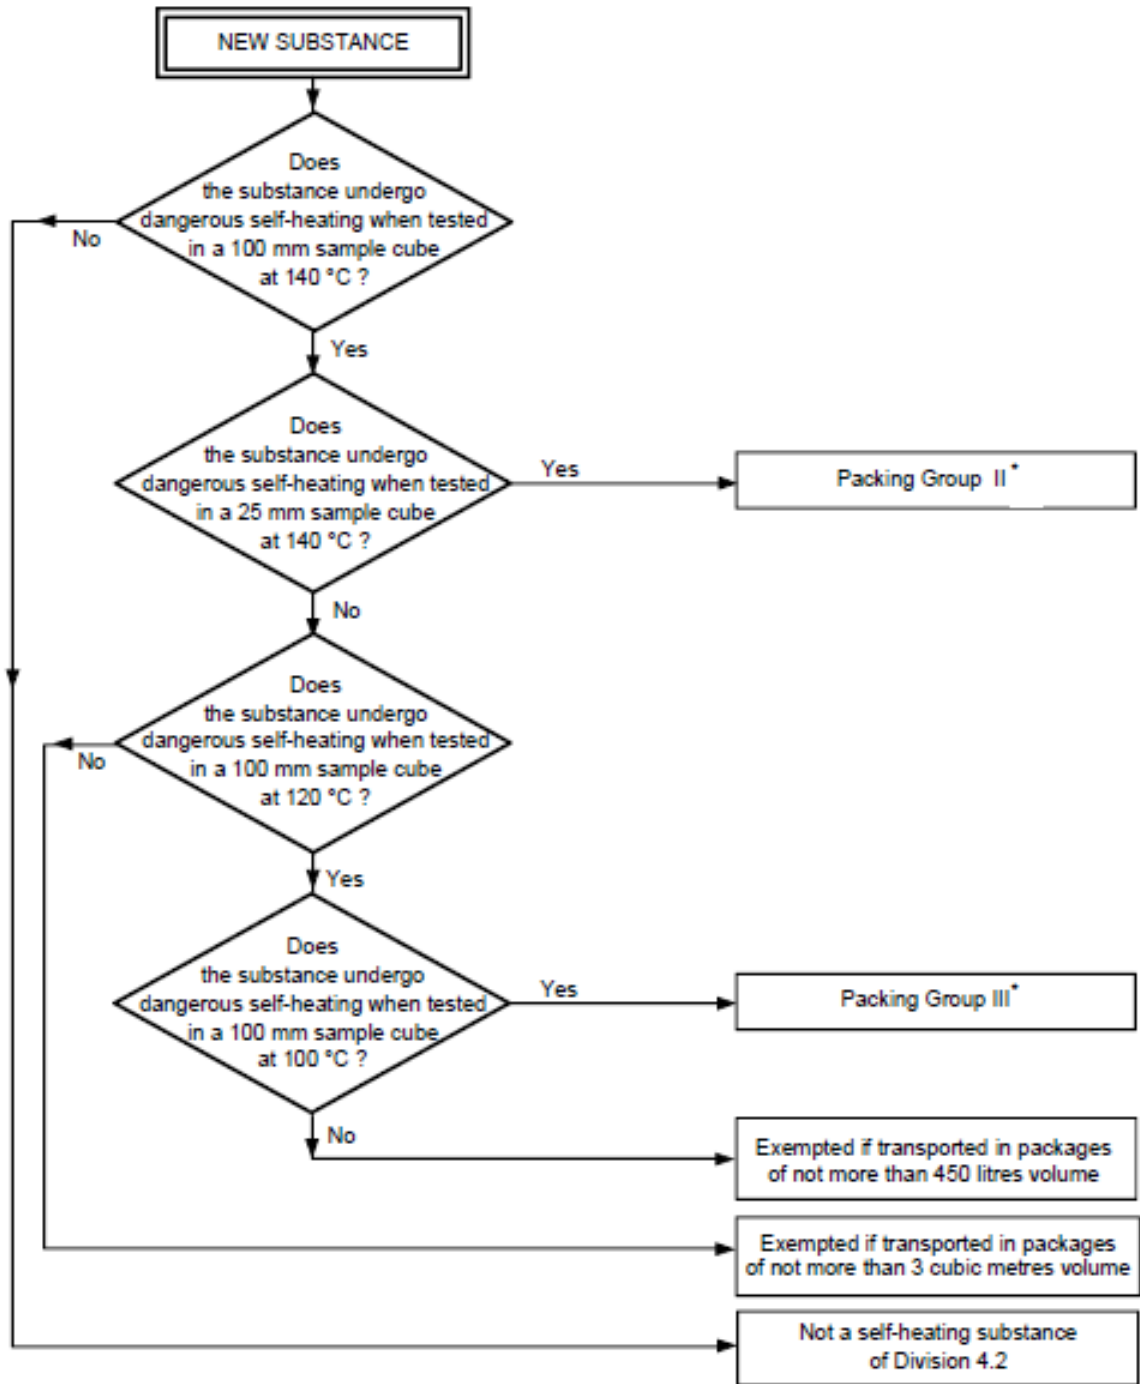 NEW SUBSTANCE
Does
the substance undergo
dangerous self-heating when tested
in a 100 mm sample cube
at 140 °C ?
No
Yes
Does
the substance undergo
dangerous self-heating when tested
in a 25 mm sample cube
at 140 °C ?
Yes
Packing Group II*
No
Does
the substance undergo
dangerous self-heating when tested
in a 100 mm sample cube
at 120 °C ?
No
Yes
Does
the substance undergo
dangerous self-heating when tested
in a 100 mm sample cube
at 100 °C ?
Yes
Packing Group III*
No
Exempted if transported in packages
of not more than 450 litres volume
Exempted if transported in packages
of not more than 3 cubic metres volume
Not a self-heating substance
of Division 4.2